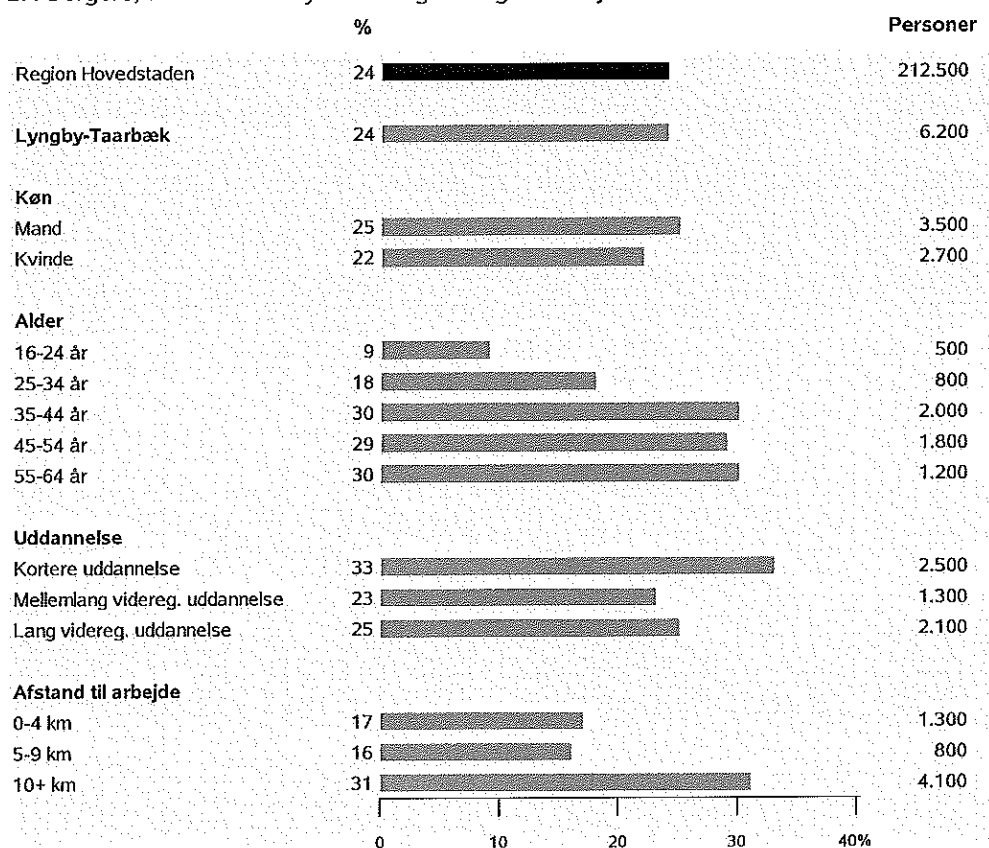 % Personer
Region Hovedstaden 24 212.500
Lyngby-Taarbæk 24 6.200
Køn
Mand 25 3.500
Kvinde 22 2.700
Alder
16-24 år 9 500
25-34 år 18 800
35-44 år 30 2.000
45-54 år 29 1.800
55-64 år 30 1.200
Uddannelse
Kortere uddannelse 33 2.500
Mellemlang videreg. uddannelse 23 1.300
Lang videreg. uddannelse 25 2.100
Afstand til arbejde
0-4 km 17 1.300
5-9 km 16 800
10+ km 31 4.100
0 10 20 30 40%